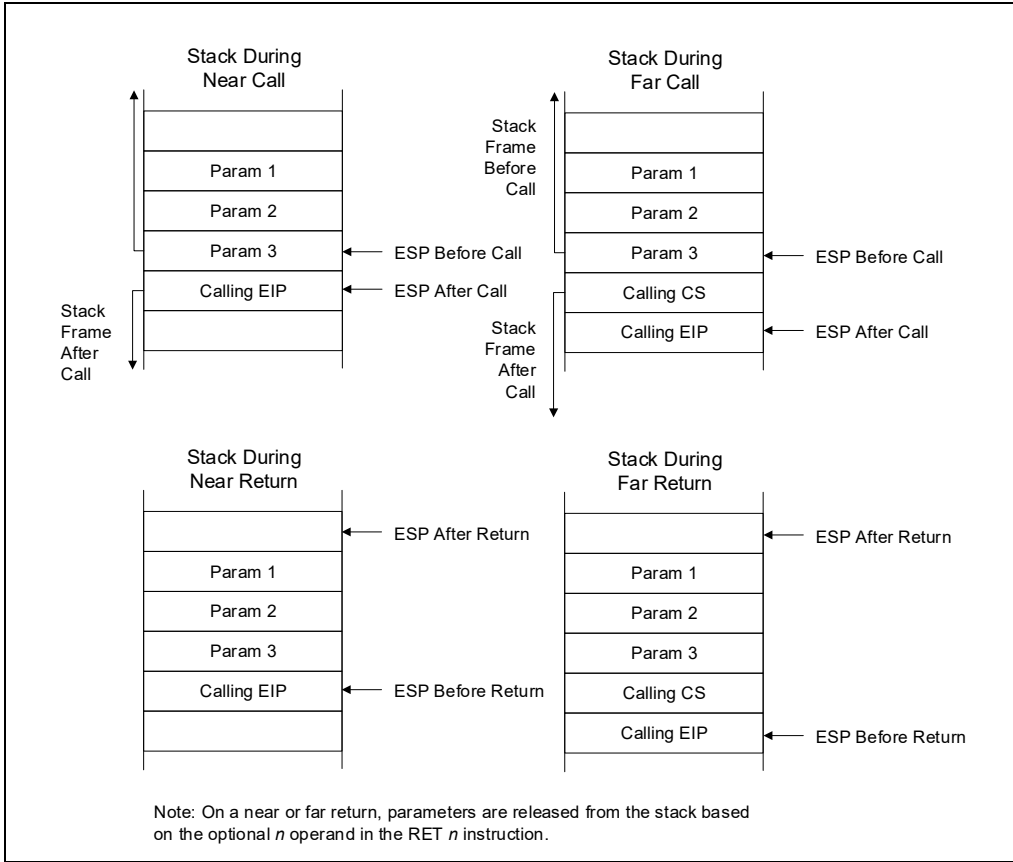 Stack During
Near Call
Param 1
Param 2
Param 3
Calling EIP
ESP Before Call
ESP After Call
Stack
Frame
After
Call
Stack During
Far Call
Stack
Frame
Before
Call
Param 1
Param 2
Param 3
Calling CS
Calling EIP
ESP Before Call
ESP After Call
Stack
Frame
After
Call
Stack During
Near Return
ESP After Return
Param 1
Param 2
Param 3
Calling EIP
ESP Before Return
Stack During
Far Return
ESP After Return
Param 1
Param 2
Param 3
Calling CS
Calling EIP
ESP Before Return
Note: On a near or far return, parameters are released from the stack based
on the optional n operand in the RET n instruction.